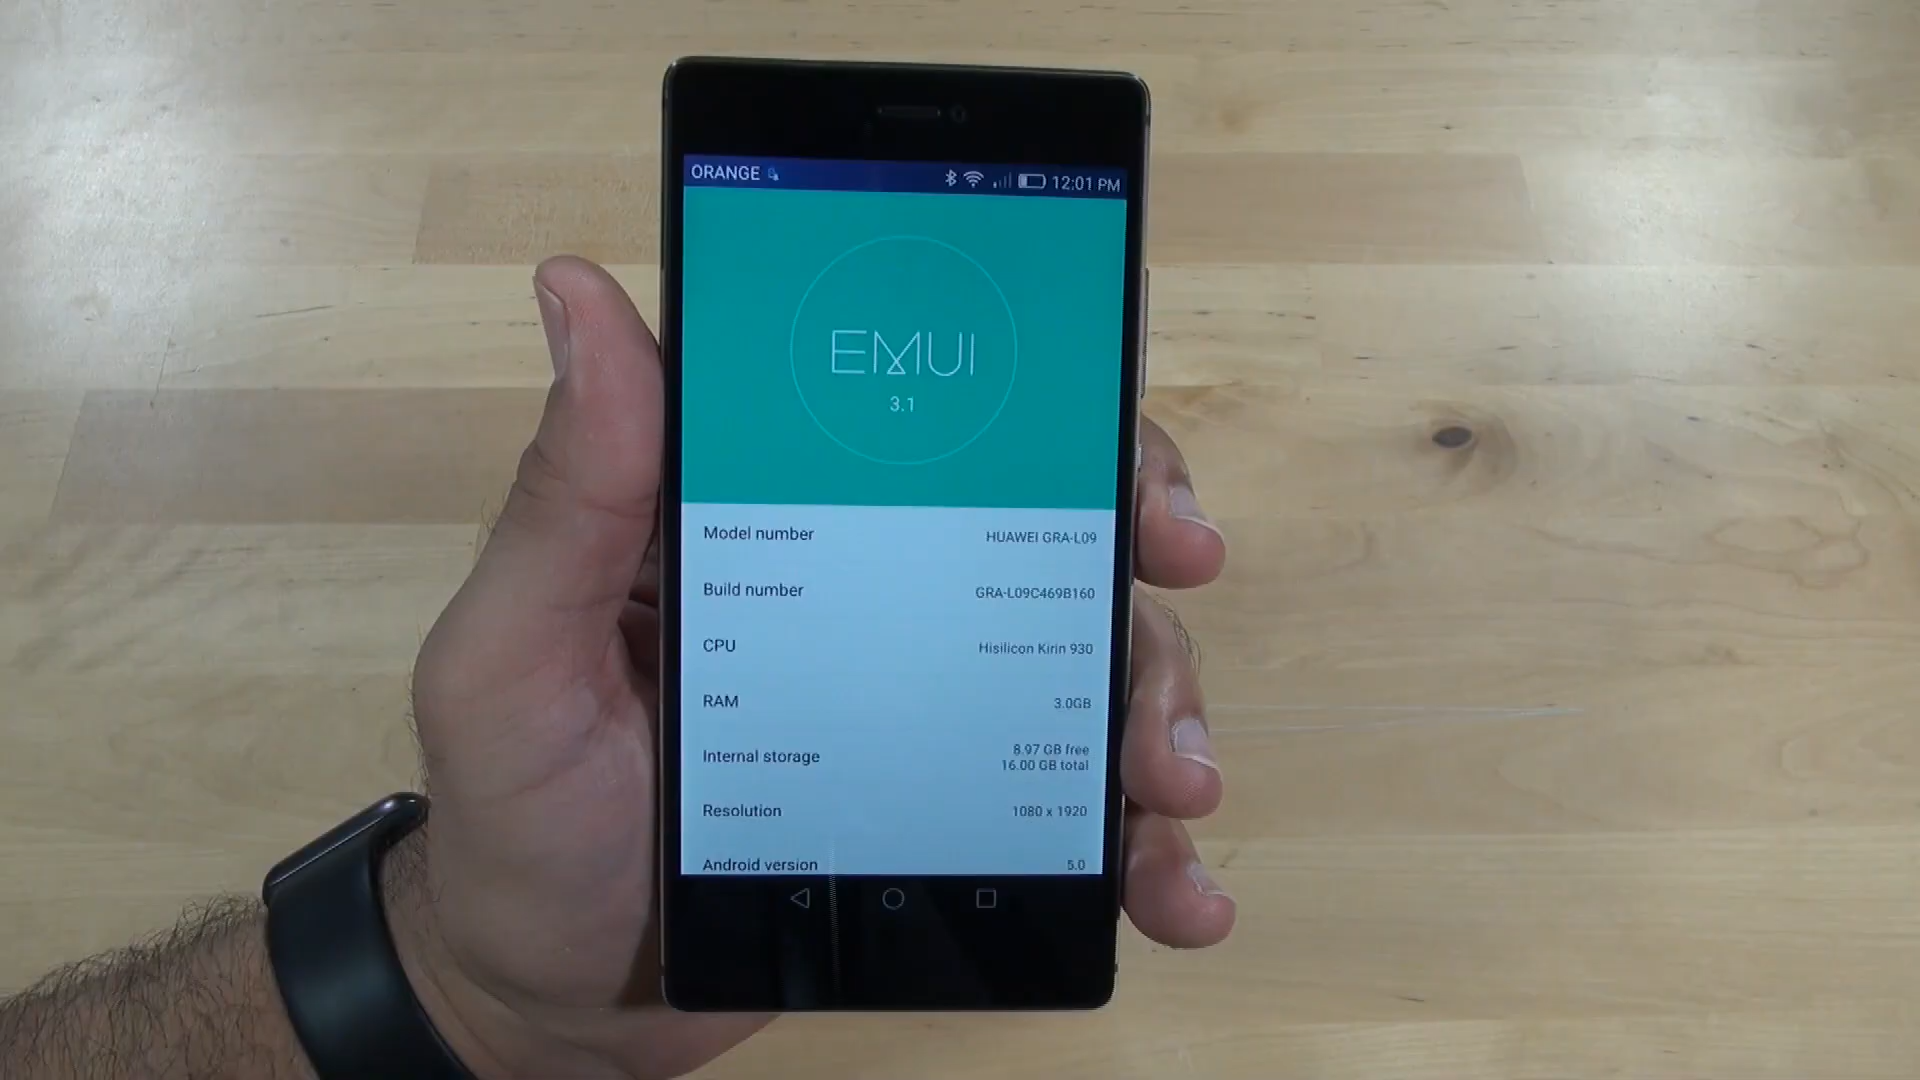 ORANGE 12:01 PM
EMUI
3.1
Model number HUAWEI GRA-L09
Build number GRA-L09C469B160
CPU Hisilicon Kirin 930
RAM 3.0GB
Internal storage 8.97 GB free
16.00 GB total
Resolution 1080 x 1920
Android version 5.0